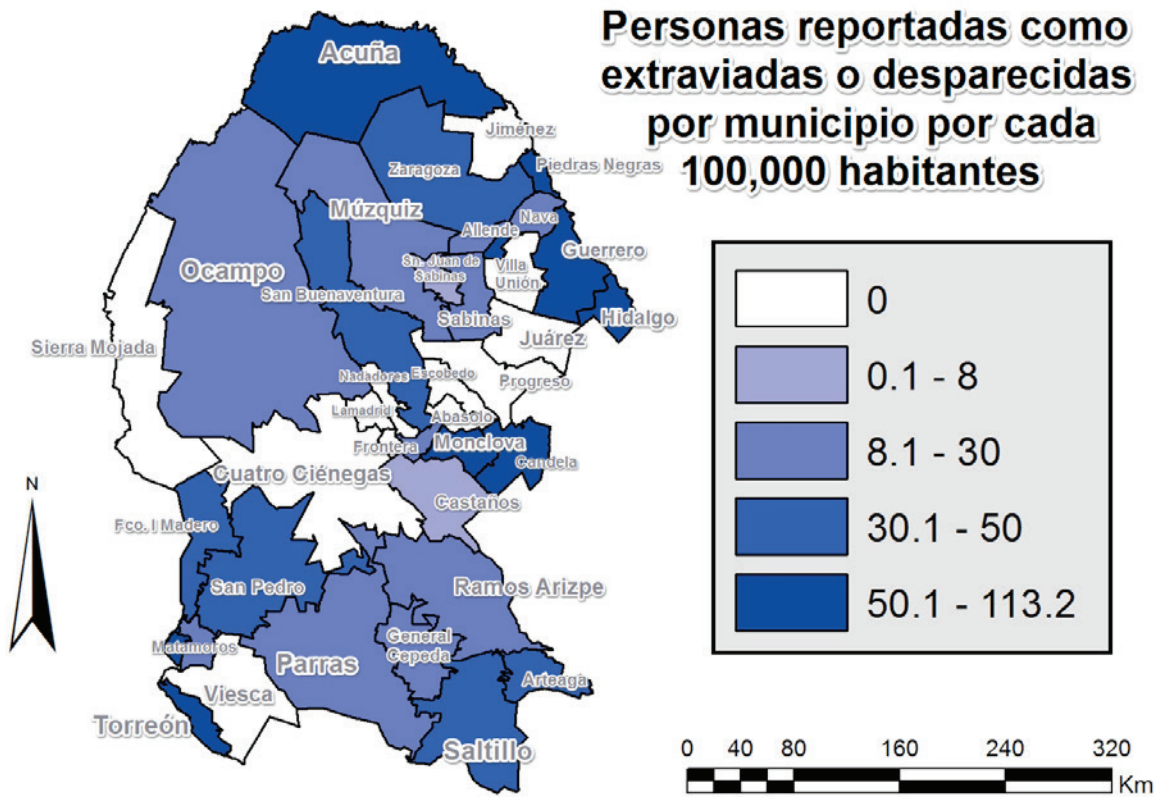 Personas reportadas como
extraviadas o desparecidas
por municipio por cada
100,000 habitantes
Acuña
Jiménez
Piedras Negras
Zaragoza
Múzquiz
Nava
Allende
Guerrero
Ocampo
Sn. Juan de
Sabinas
Villa
Unión
San Buenaventura
Hidalgo
Sabinas
Juárez
Sierra Mojada
Nadadores
Escobedo
Progreso
Lamadrid
Abasolo
Frontera
Monclova
Candela
Cuatro Ciénegas
Castaños
Fco. I Madero
San Pedro
Ramos Arizpe
Matamoros
General
Cepeda
Parras
Arteaga
Viesca
Torreón
Saltillo
N
0
0.1 - 8
8.1 - 30
30.1 - 50
50.1 - 113.2
0 40 80 160 240 320
Km